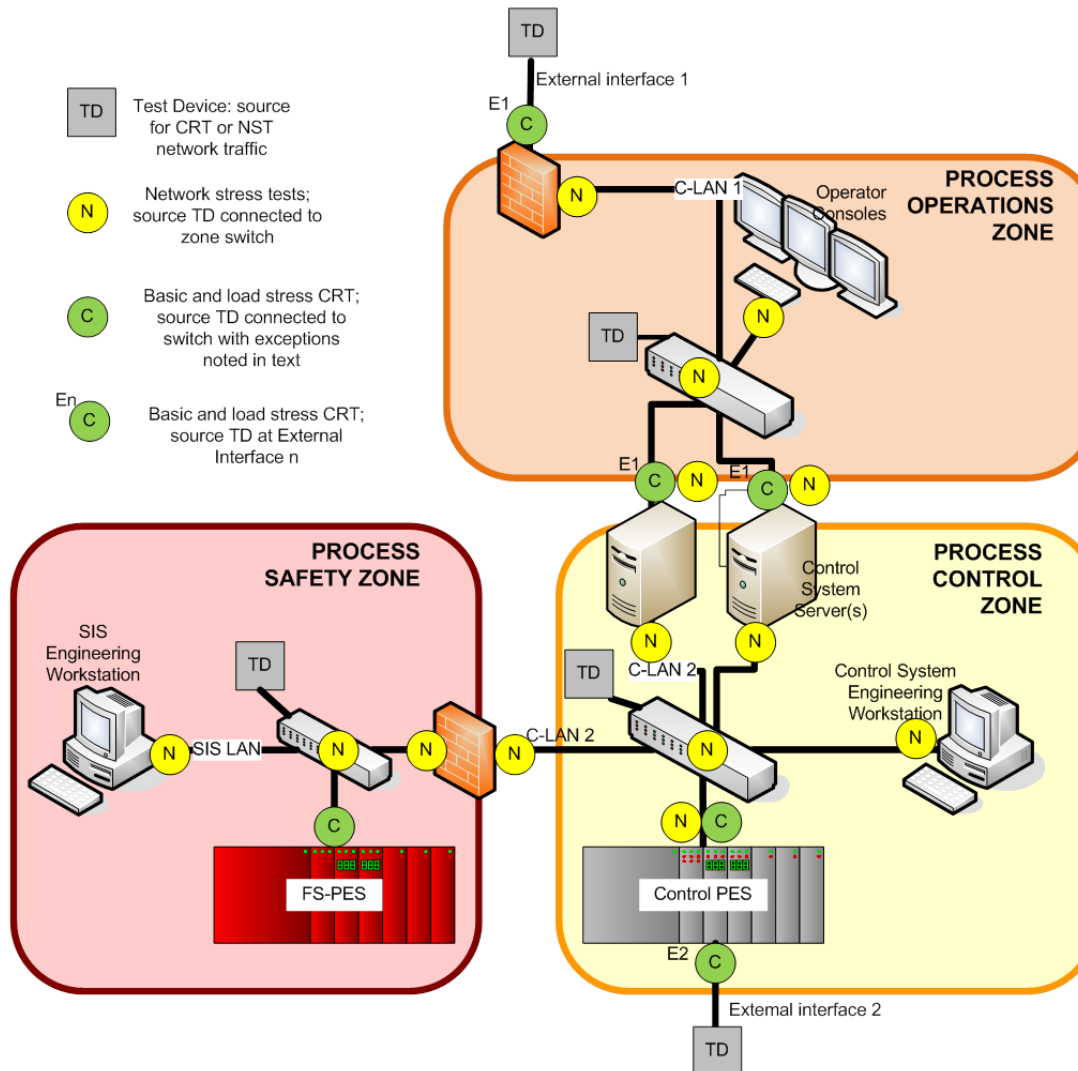 TD
External interface 1
E1
C
TD
Test Device: source
for CRT or NST
network traffic
N
Network stress tests;
source TD connected to
zone switch
C
Basic and load stress CRT;
source TD connected to
switch with exceptions
noted in text
En
C
Basic and load stress CRT;
source TD at External
Interface n
N
C-LAN 1
Operator
Consoles
PROCESS
OPERATIONS
ZONE
N
TD
N
E1
C
N
E1
C
N
PROCESS
SAFETY ZONE
PROCESS
CONTROL
ZONE
Control
System
Server(s)
N
N
C-LAN 2
SIS
Engineering
Workstation
TD
TD
Control System
Engineering
Workstation
N
SIS LAN
N
N
N
C-LAN 2
N
N
C
N
C
FS-PES
Control PES
E2
C
External interface 2
TD